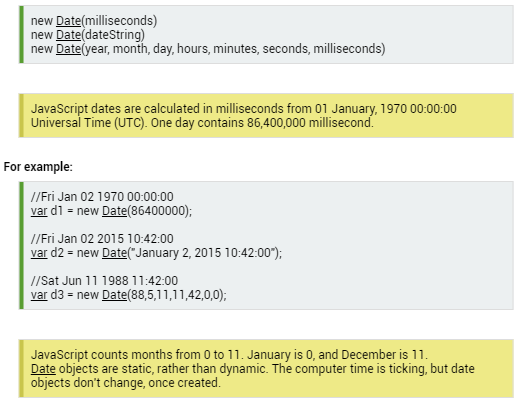 new Date(milliseconds)
new Date(dateString)
new Date(year, month, day, hours, minutes, seconds, milliseconds)
JavaScript dates are calculated in milliseconds from 01 January, 1970 00:00:00
Universal Time (UTC). One day contains 86,400,000 millisecond.
For example:
//Fri Jan 02 1970 00:00:00
var d1 = new Date(86400000);
//Fri Jan 02 2015 10:42:00
var d2 = new Date("January 2, 2015 10:42:00");
//Sat Jun 11 1988 11:42:00
var d3 = new Date(88,5,11,11,42,0,0);
JavaScript counts months from 0 to 11. January is 0, and December is 11.
Date objects are static, rather than dynamic. The computer time is ticking, but date
objects don't change, once created.